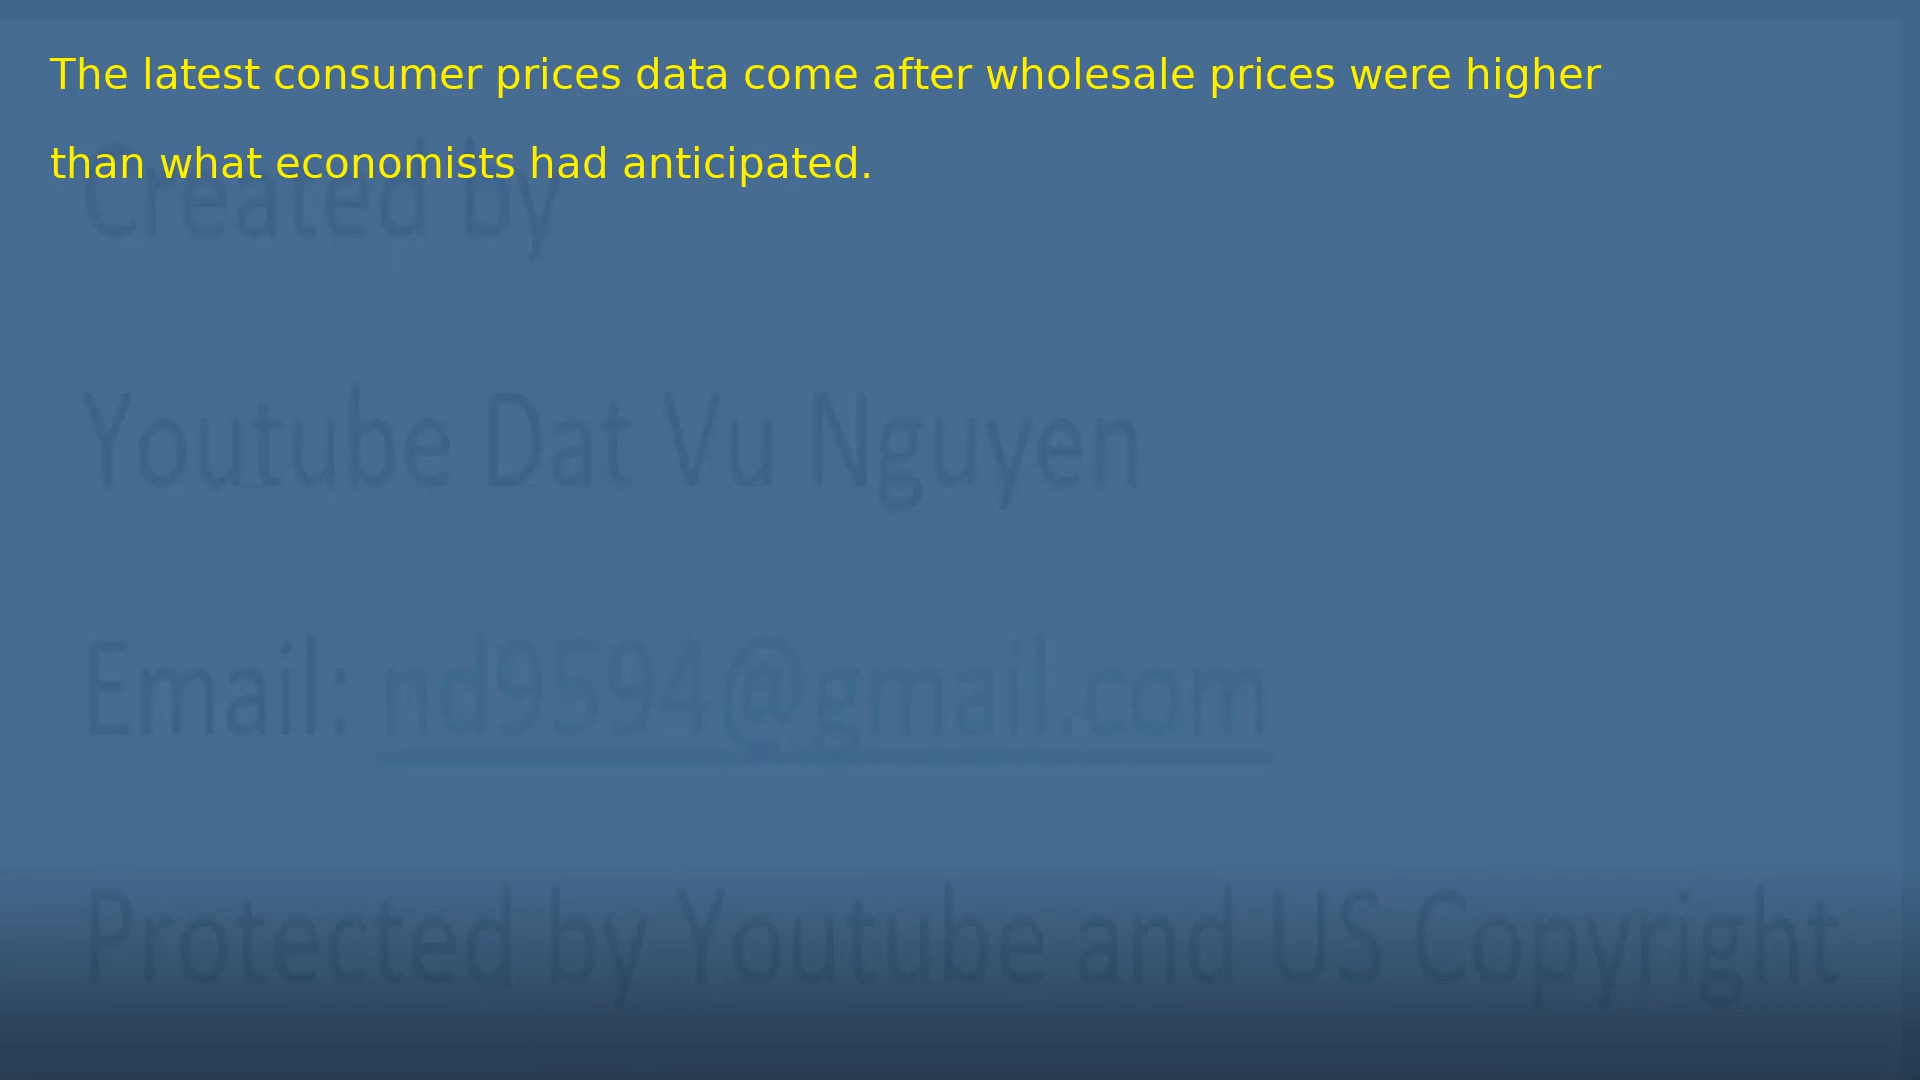 The latest consumer prices data come after wholesale prices were higher
than what economists had anticipated.
Created by
Youtube Dat Vu Nguyen
Email: nd9594@gmail.com
Protected by Youtube and US Copyright